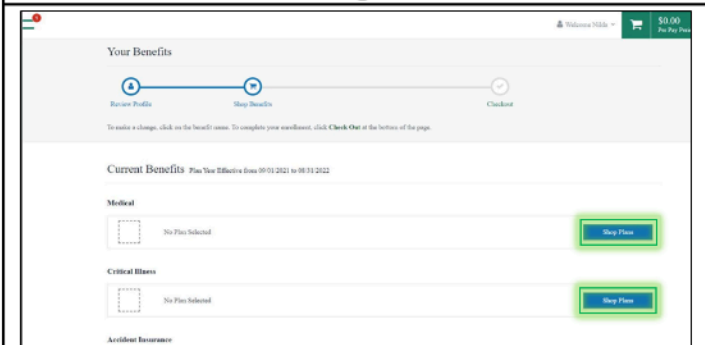 Welcome Nilda
$0.00
Per Pay
Your Benefits
Review Profile
Shop Benefits
Checkout
To make a change, click on the benefit name. To complete your enrollment, click Check Out at the bottom of the page.
Current Benefits Plan Year Effective from 09/01/2021 to 08/31/2022
Medical
No Plan Selected
Shop Plans
Critical Illness
No Plan Selected
Shop Plans
Accident Insurance